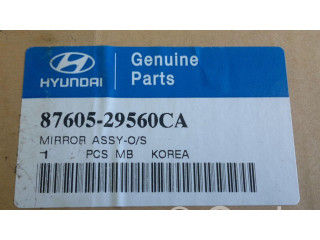 HYUNDAI
Genuine
Parts
87605-29560CA
MIRROR ASSY-O/S
1 PCS MB KOREA